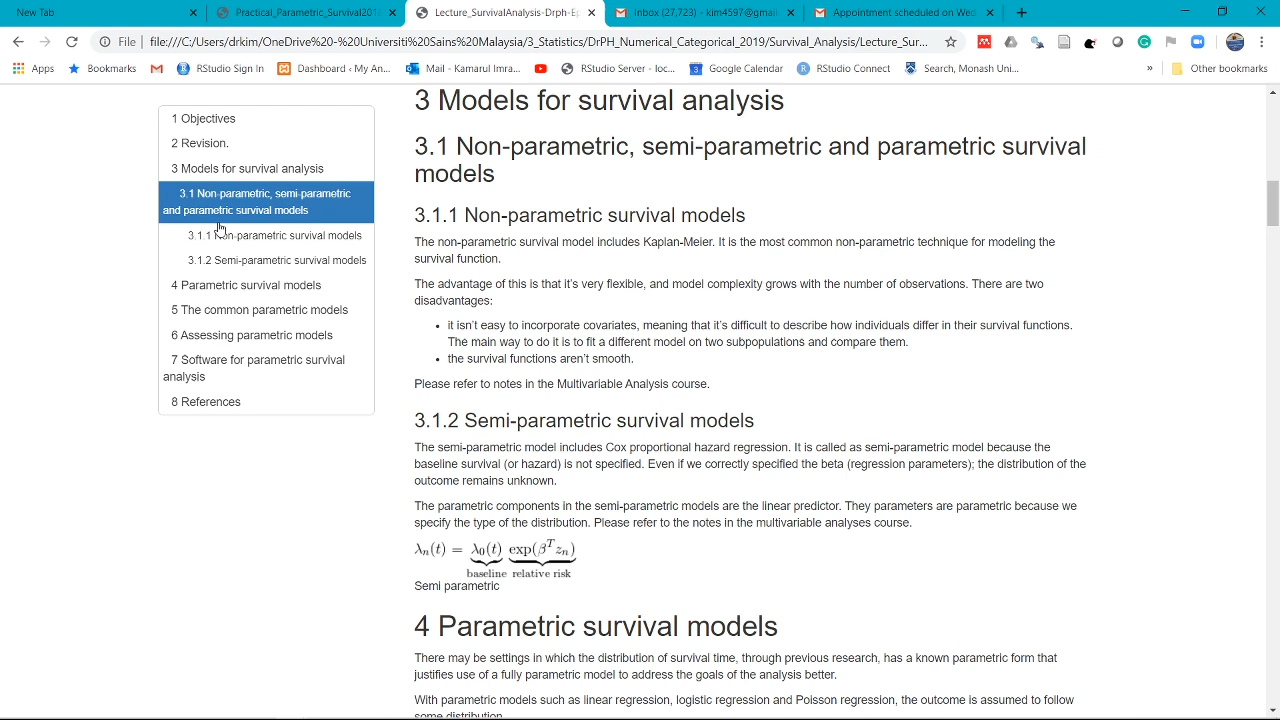 New Tab
Practical_Parametric_Survival201
Lecture_SurvivalAnalysis-Drph-Ep
Inbox (27,723) - kim4597@gmail.
Appointment scheduled on Wed
File
file:///C:/Users/drkim/OneDrive%20-%20Universiti%20Sains%20Malaysia/3_Statistics/DrPH_Numerical_Categorical_2019/Survival_Analysis/Lecture_Sur...
Apps
Bookmarks
RStudio Sign In
Dashboard ‹ My An...
Mail - Kamarul Imra...
RStudio Server - loc...
Google Calendar
RStudio Connect
Search, Monash Uni...
»
Other bookmarks
1 Objectives
2 Revision.
3 Models for survival analysis
3.1 Non-parametric, semi-parametric
and parametric survival models
3.1.1 Non-parametric survival models
3.1.2 Semi-parametric survival models
4 Parametric survival models
5 The common parametric models
6 Assessing parametric models
7 Software for parametric survival
analysis
8 References
3 Models for survival analysis
3.1 Non-parametric, semi-parametric and parametric survival
models
3.1.1 Non-parametric survival models
The non-parametric survival model includes Kaplan-Meier. It is the most common non-parametric technique for modeling the
survival function.
The advantage of this is that it's very flexible, and model complexity grows with the number of observations. There are two
disadvantages:
• it isn't easy to incorporate covariates, meaning that it's difficult to describe how individuals differ in their survival functions.
The main way to do it is to fit a different model on two subpopulations and compare them.
• the survival functions aren't smooth.
Please refer to notes in the Multivariable Analysis course.
3.1.2 Semi-parametric survival models
The semi-parametric model includes Cox proportional hazard regression. It is called as semi-parametric model because the
baseline survival (or hazard) is not specified. Even if we correctly specified the beta (regression parameters); the distribution of the
outcome remains unknown.
The parametric components in the semi-parametric models are the linear predictor. They parameters are parametric because we
specify the type of the distribution. Please refer to the notes in the multivariable analyses course.
λn(t) = λ0(t) exp(β^T zn)
baseline relative risk
Semi parametric
4 Parametric survival models
There may be settings in which the distribution of survival time, through previous research, has a known parametric form that
justifies use of a fully parametric model to address the goals of the analysis better.
With parametric models such as linear regression, logistic regression and Poisson regression, the outcome is assumed to follow
some distribution